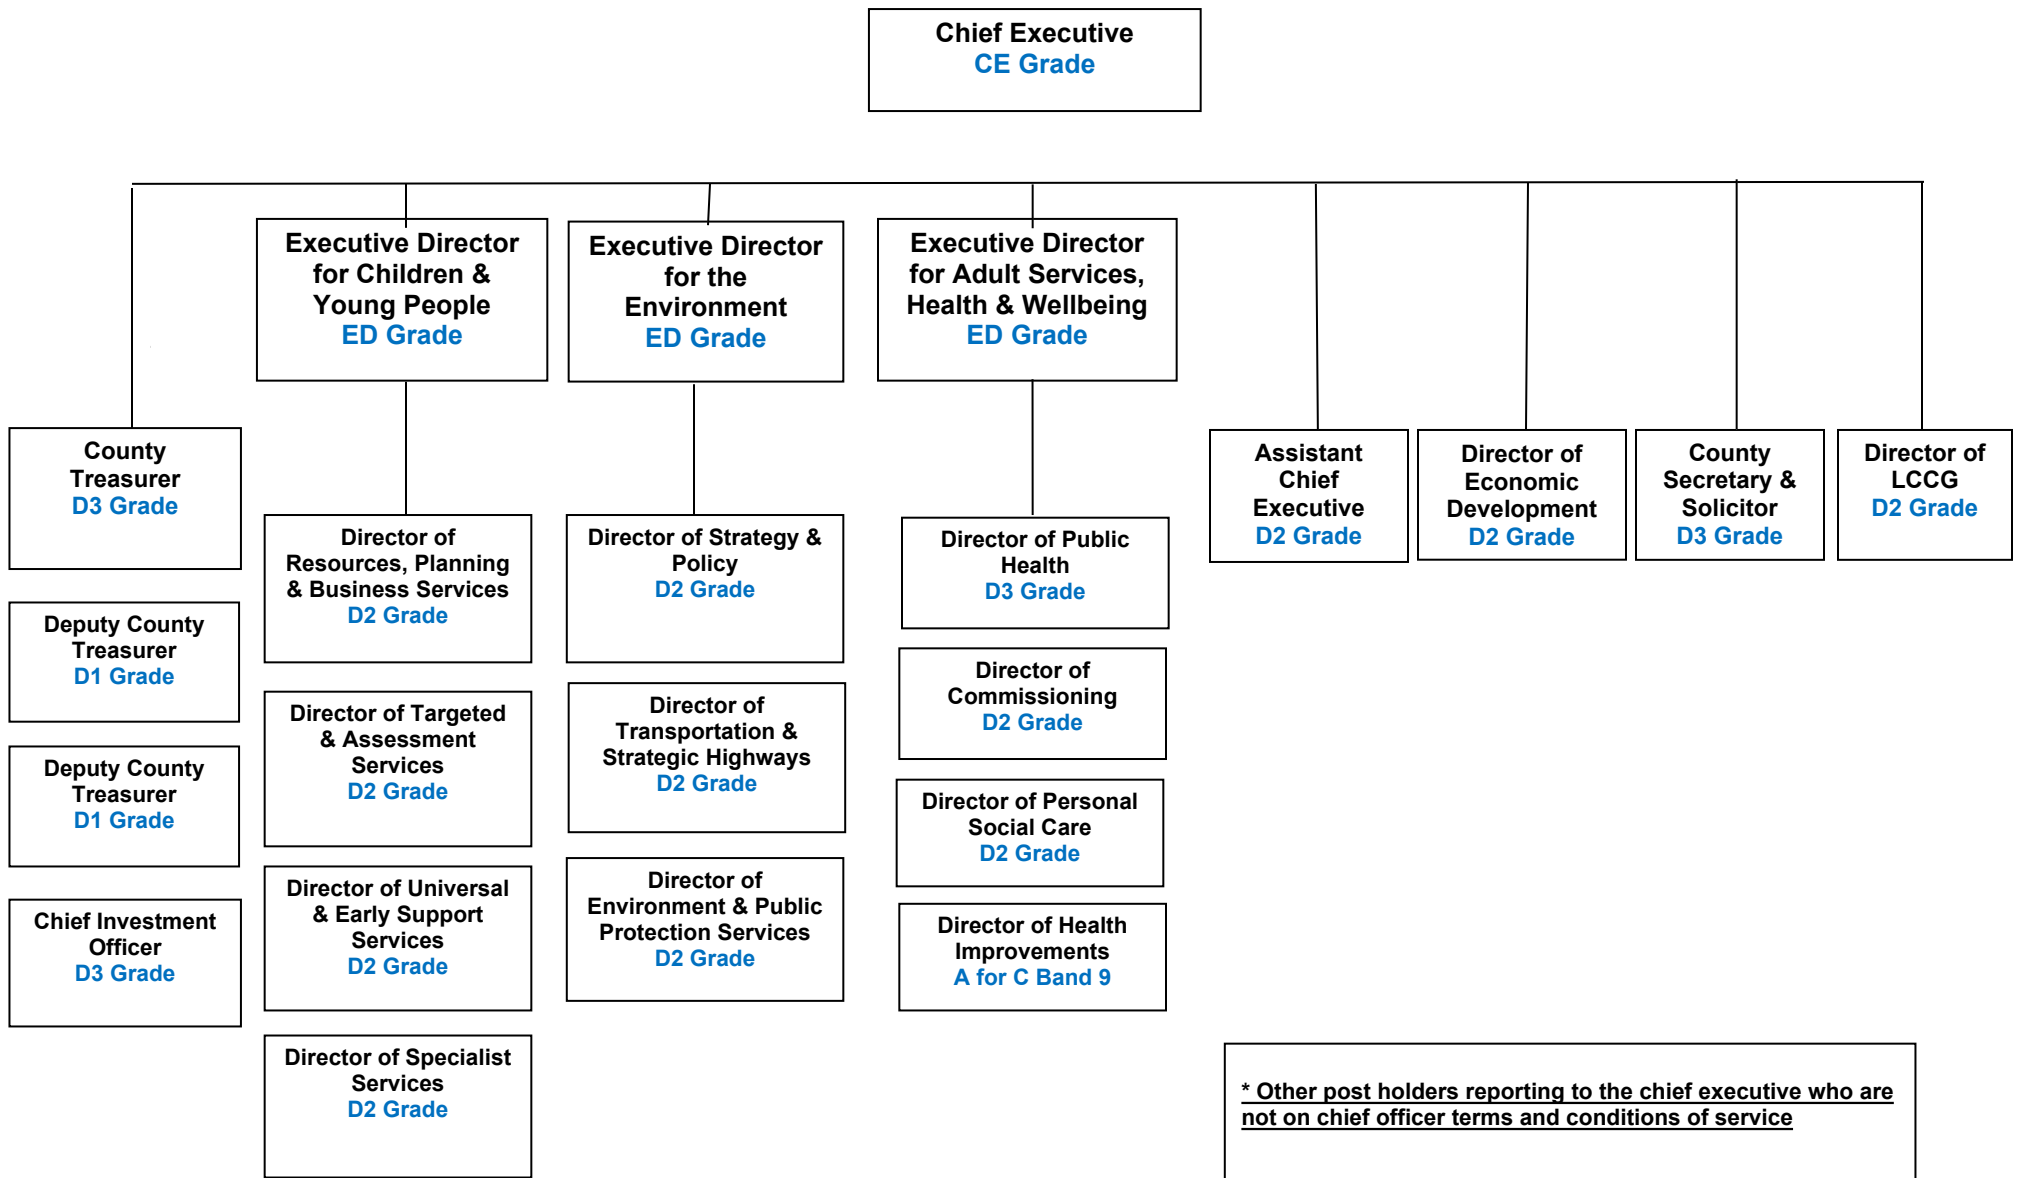 Chief Executive
CE Grade
Executive Director
for Children &
Young People
ED Grade
Executive Director
for the
Environment
ED Grade
Executive Director
for Adult Services,
Health & Wellbeing
ED Grade
County
Treasurer
D3 Grade
Deputy County
Treasurer
D1 Grade
Deputy County
Treasurer
D1 Grade
Chief Investment
Officer
D3 Grade
Director of
Resources, Planning
& Business Services
D2 Grade
Director of Targeted
& Assessment
Services
D2 Grade
Director of Universal
& Early Support
Services
D2 Grade
Director of Specialist
Services
D2 Grade
Director of Strategy &
Policy
D2 Grade
Director of
Transportation &
Strategic Highways
D2 Grade
Director of
Environment & Public
Protection Services
D2 Grade
Director of Public
Health
D3 Grade
Director of
Commissioning
D2 Grade
Director of Personal
Social Care
D2 Grade
Director of Health
Improvements
A for C Band 9
Assistant
Chief
Executive
D2 Grade
Director of
Economic
Development
D2 Grade
County
Secretary &
Solicitor
D3 Grade
Director of
LCCG
D2 Grade
* Other post holders reporting to the chief executive who are
not on chief officer terms and conditions of service